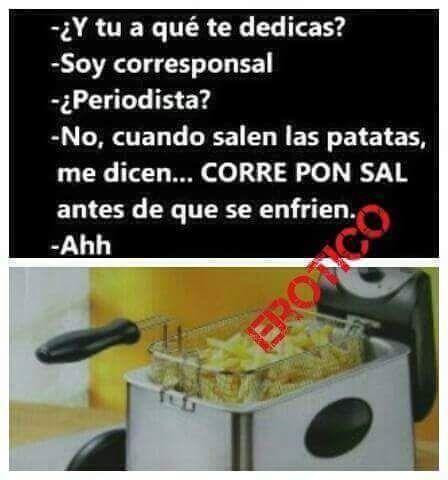 -¿Y tu a qué te dedicas?
-Soy corresponsal
-¿Periodista?
-No, cuando salen las patatas,
me dicen... CORRE PON SAL
antes de que se enfrien.
-Ahh
EROTICO